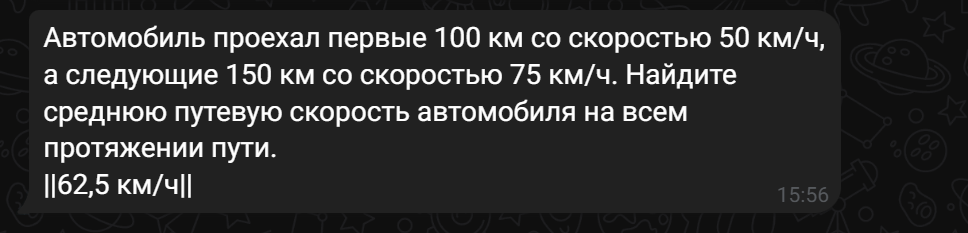 Автомобиль проехал первые 100 км со скоростью 50 км/ч,
а следующие 150 км со скоростью 75 км/ч. Найдите
среднюю путевую скорость автомобиля на всем
протяжении пути.
||62,5 км/ч||
15:56